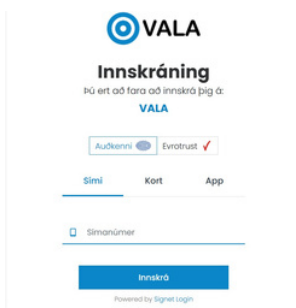 VALA
Innskráning
Þú ert að fara að innskrá þig á:
VALA
Auðkenni Evrotrust
Sími Kort App
Símanúmer
Innskrá
Powered by Signet Login